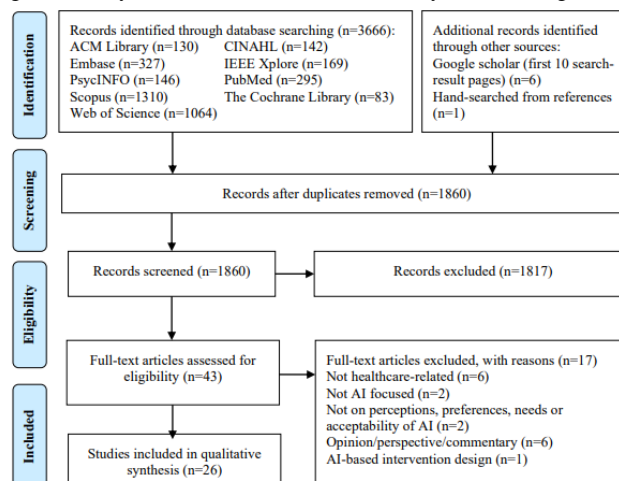 Identification
Records identified through database searching (n=3666):
ACM Library (n=130) CINAHL (n=142)
Embase (n=327) IEEE Xplore (n=169)
PsycINFO (n=146) PubMed (n=295)
Scopus (n=1310) The Cochrane Library (n=83)
Web of Science (n=1064)
Additional records identified
through other sources:
Google scholar (first 10 search-
result pages) (n=6)
Hand-searched from references
(n=1)
Screening
Records after duplicates removed (n=1860)
Records screened (n=1860)
Records excluded (n=1817)
Eligibility
Full-text articles assessed for
eligibility (n=43)
Full-text articles excluded, with reasons (n=17)
Not healthcare-related (n=6)
Not AI focused (n=2)
Not on perceptions, preferences, needs or
acceptability of AI (n=2)
Opinion/perspective/commentary (n=6)
AI-based intervention design (n=1)
Included
Studies included in qualitative
synthesis (n=26)